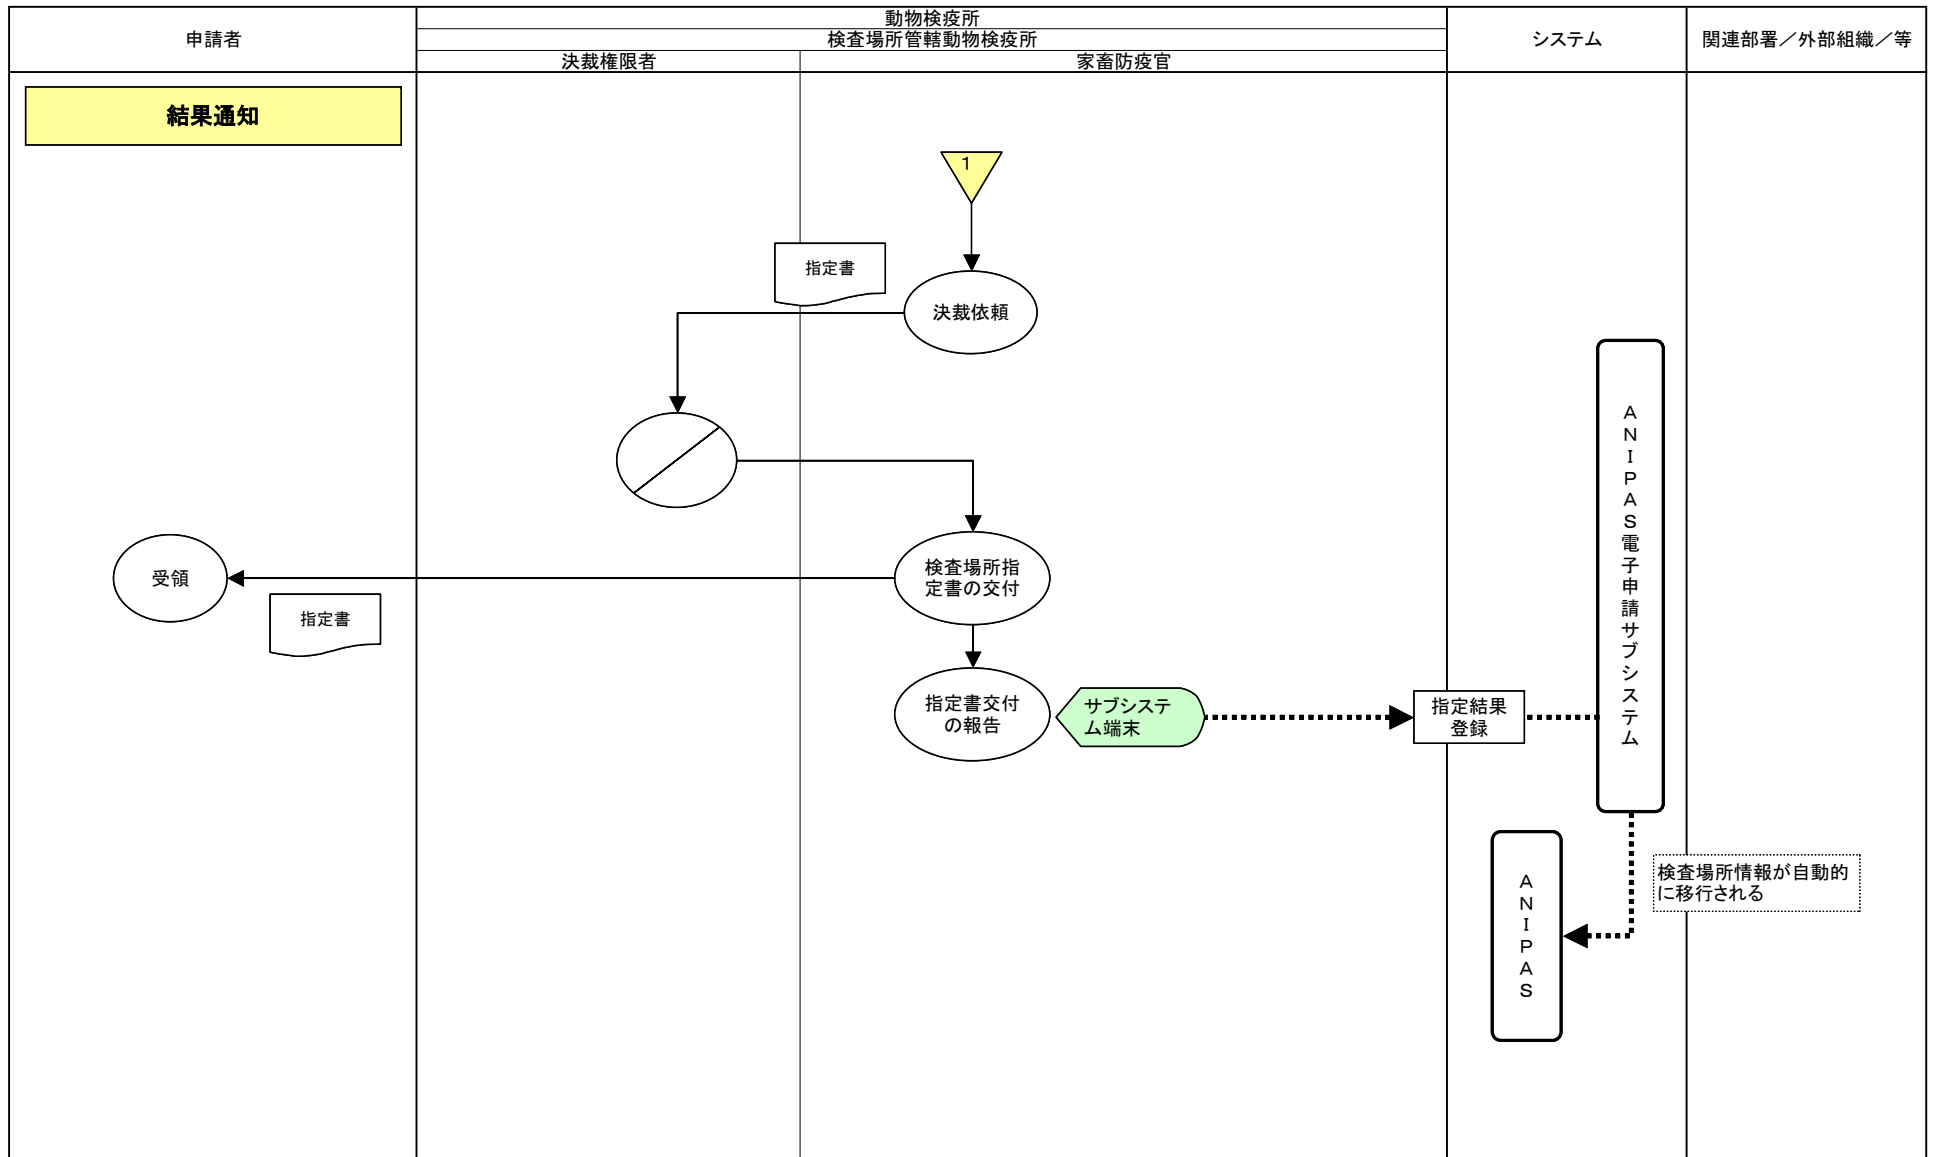 申請者
動物検疫所
検査場所管轄動物検疫所
決裁権限者
家畜防疫官
システム
関連部署／外部組織／等
結果通知
1
指定書
決裁依頼
検査場所指
定書の交付
受領
指定書
指定書交付
の報告
サブシステ
ム端末
指定結果
登録
ＡＮＩＰＡＳ電子申請サブシステム
ＡＮＩＰＡＳ
検査場所情報が自動的
に移行される